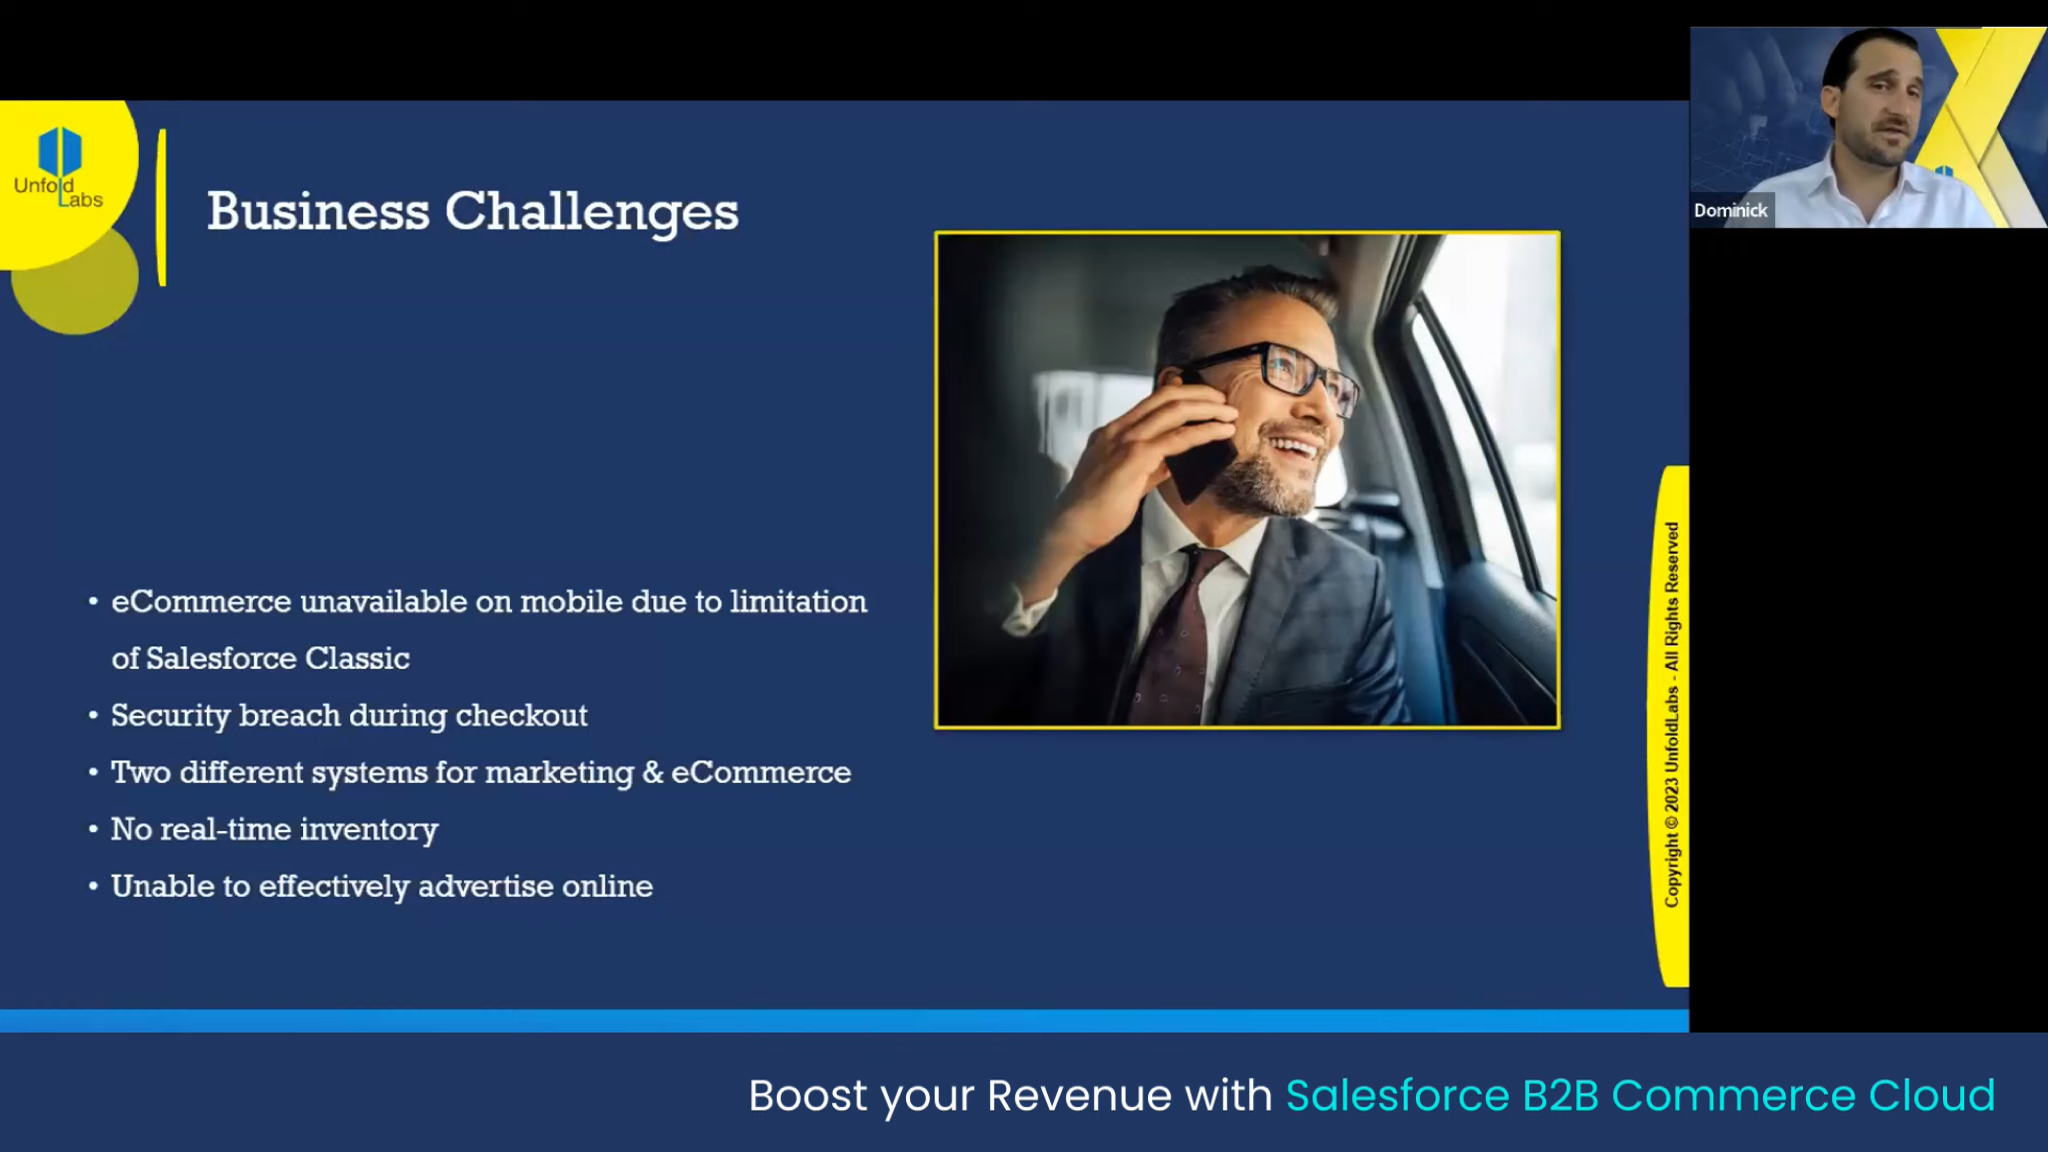 Unfold
Labs
Business Challenges
Dominick
• eCommerce unavailable on mobile due to limitation
of Salesforce Classic
• Security breach during checkout
• Two different systems for marketing & eCommerce
• No real-time inventory
• Unable to effectively advertise online
Copyright © 2023 UnfoldLabs - All Rights Reserved
Boost your Revenue with Salesforce B2B Commerce Cloud